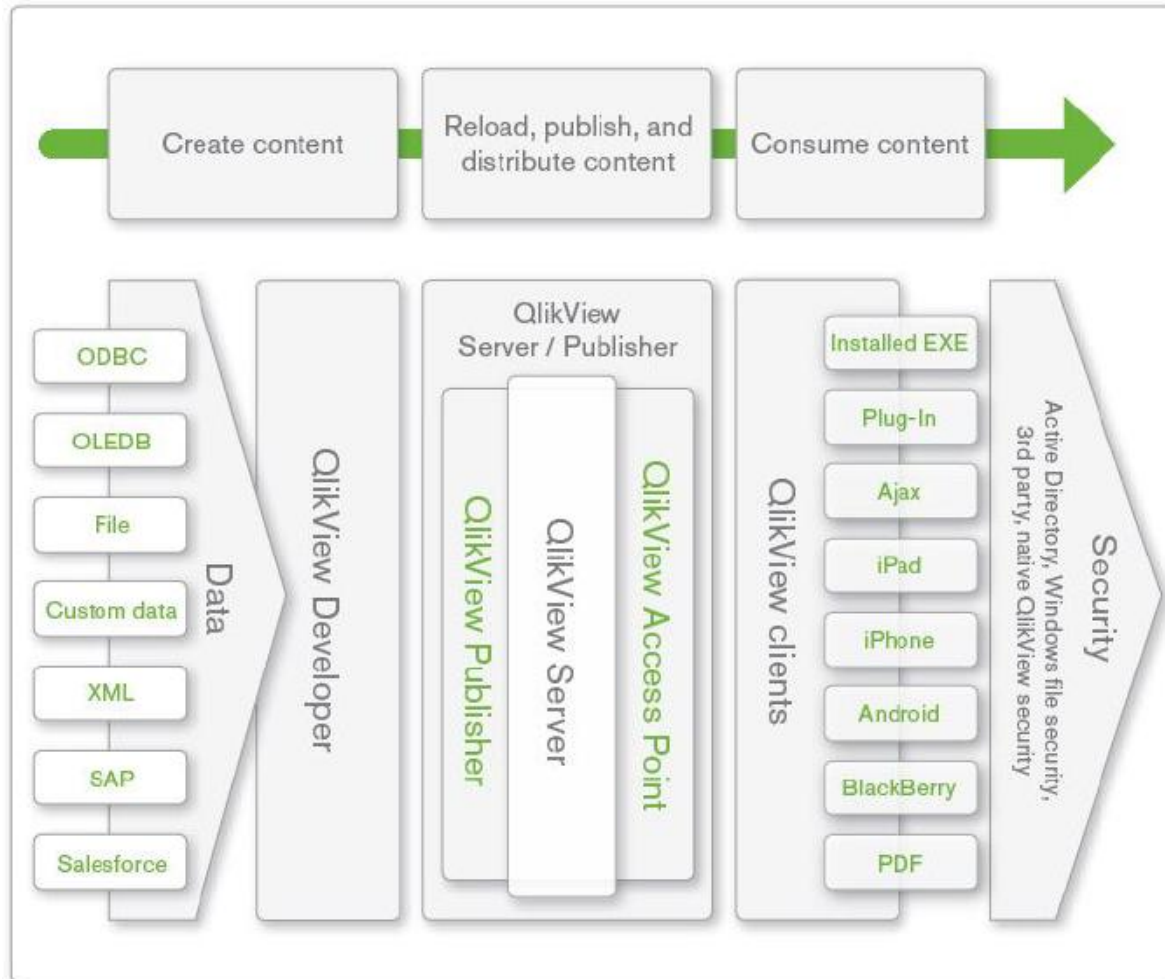 Create content
Reload, publish, and
distribute content
Consume content
ODBC
OLEDB
File
Custom data
XML
SAP
Salesforce
Data
QlikView Developer
QlikView
Server / Publisher
QlikView Publisher
QlikView Server
QlikView Access Point
QlikView clients
Installed EXE
Plug-In
Ajax
iPad
iPhone
Android
BlackBerry
PDF
Security
Active Directory, Windows file security,
3rd party, native QlikView security